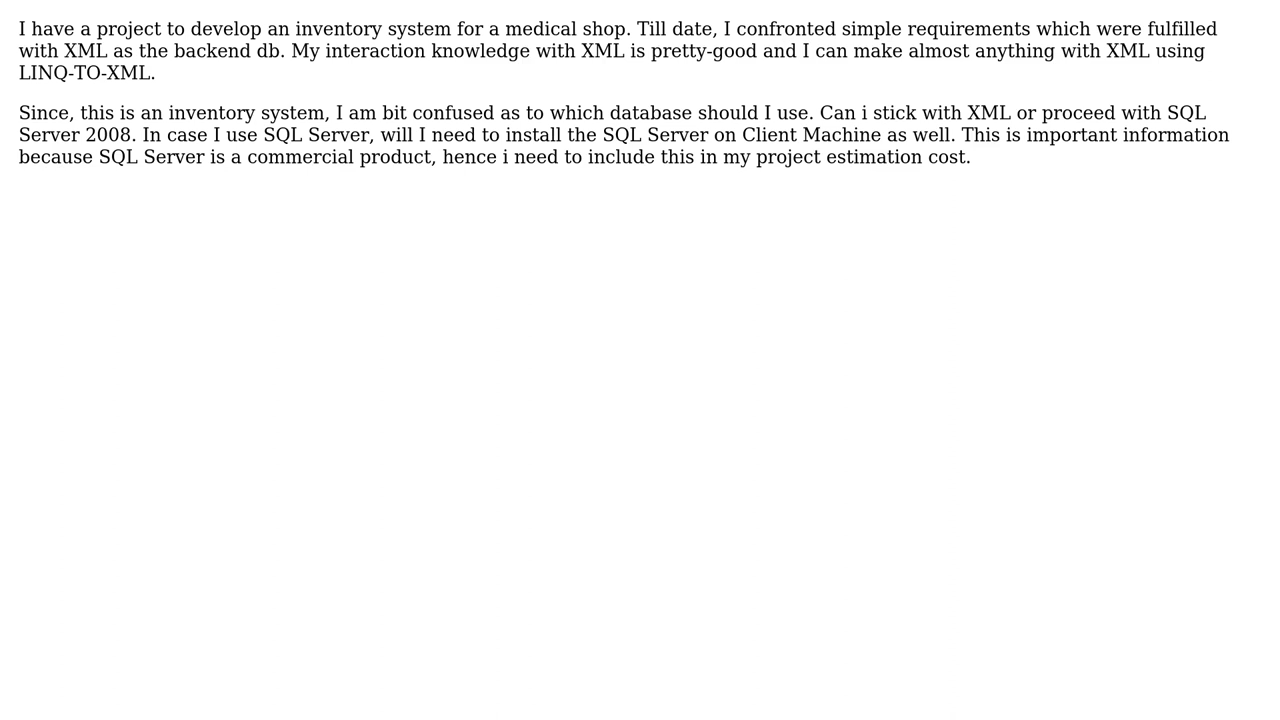 I have a project to develop an inventory system for a medical shop. Till date, I confronted simple requirements which were fulfilled
with XML as the backend db. My interaction knowledge with XML is pretty-good and I can make almost anything with XML using
LINQ-TO-XML.
Since, this is an inventory system, I am bit confused as to which database should I use. Can i stick with XML or proceed with SQL
Server 2008. In case I use SQL Server, will I need to install the SQL Server on Client Machine as well. This is important information
because SQL Server is a commercial product, hence i need to include this in my project estimation cost.